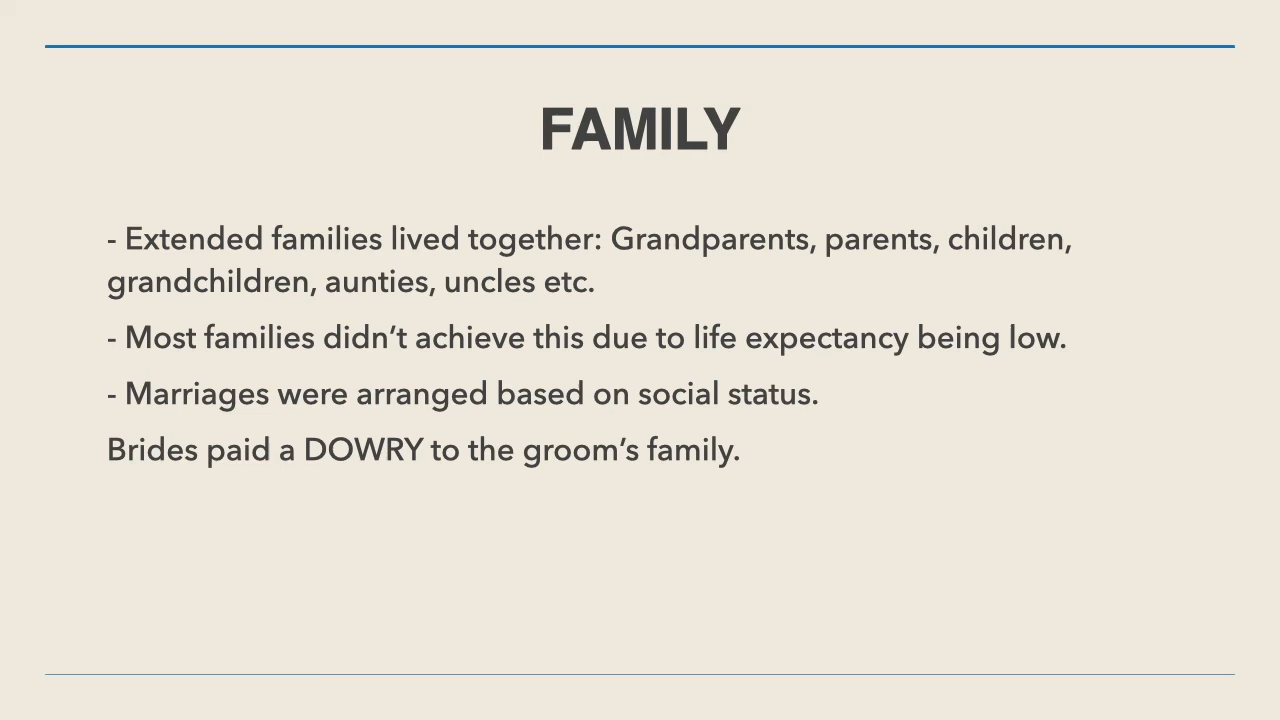 FAMILY
- Extended families lived together: Grandparents, parents, children,
grandchildren, aunties, uncles etc.
- Most families didn’t achieve this due to life expectancy being low.
- Marriages were arranged based on social status.
Brides paid a DOWRY to the groom’s family.